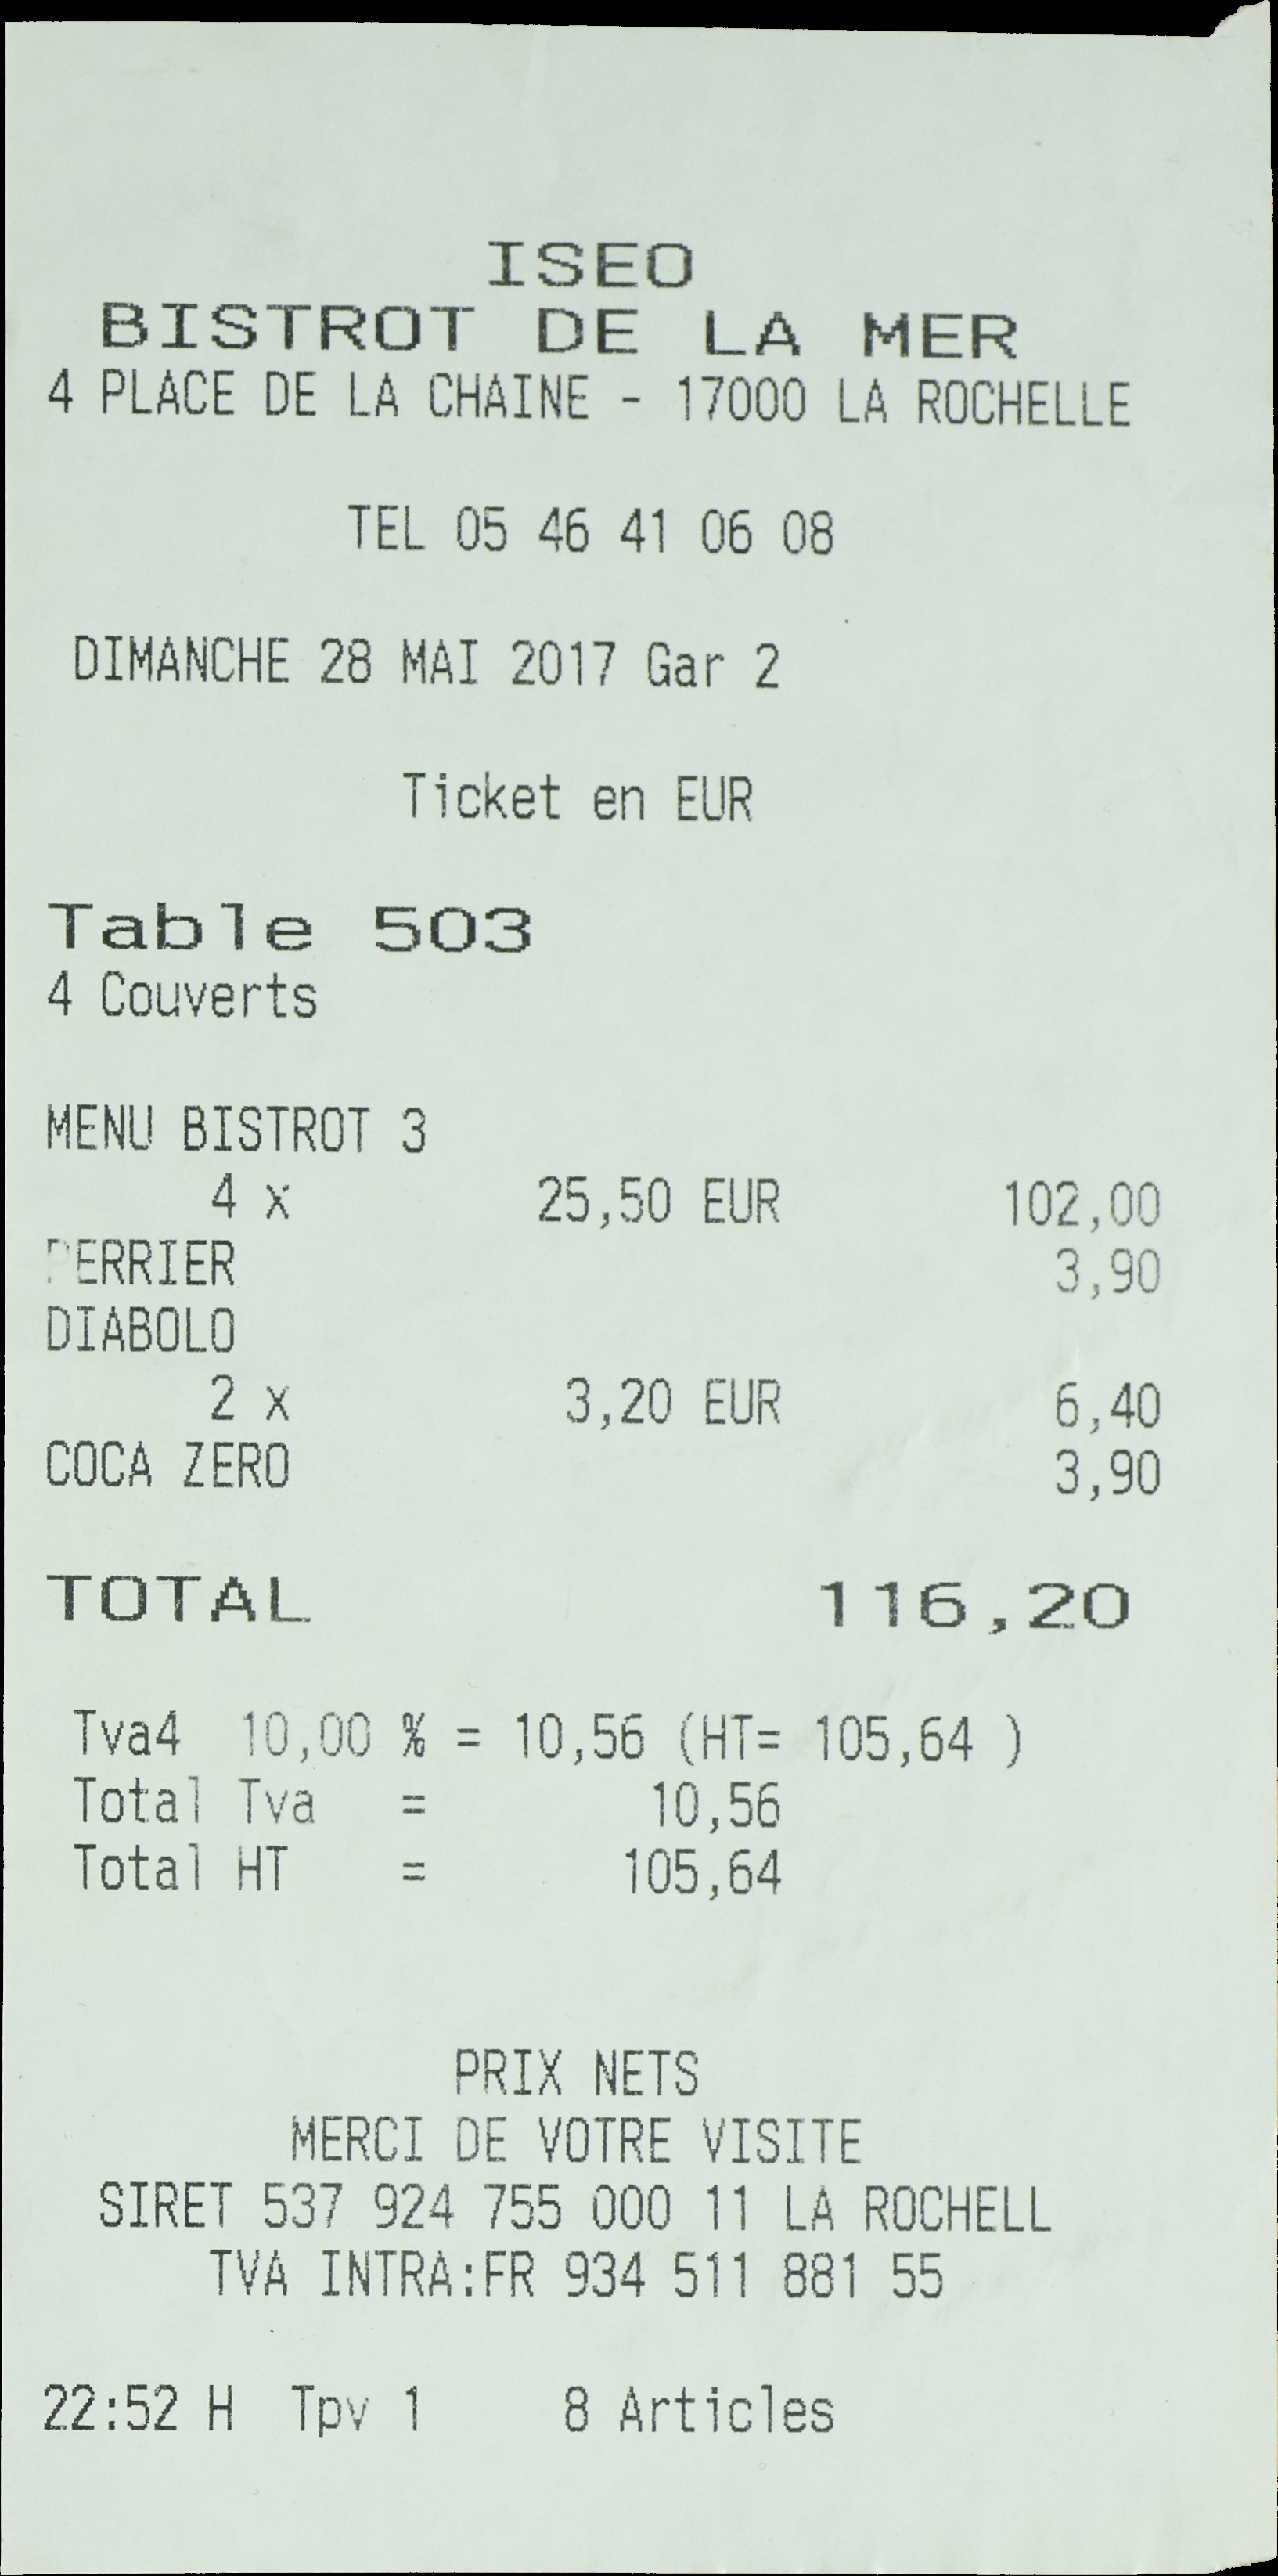 ISEO
BISTROT DE LA MER
4 PLACE DE LA CHAINE - 17000 LA ROCHELLE
TEL 05 46 41 06 08
DIMANCHE 28 MAI 2017 Gar 2
Ticket en EUR
Table 503
4 Couverts
MENU BISTROT 3
4 x 25,50 EUR 102,00
PERRIER 3,90
DIABOLO
2 x 3,20 EUR 6,40
COCA ZERO 3,90
TOTAL 116,20
Tva4 10,00 % = 10,56 (HT= 105,64 )
Total Tva = 10,56
Total HT = 105,64
PRIX NETS
MERCI DE VOTRE VISITE
SIRET 537 924 755 000 11 LA ROCHELL
TVA INTRA:FR 934 511 881 55
22:52 H Tpv 1 8 Articles